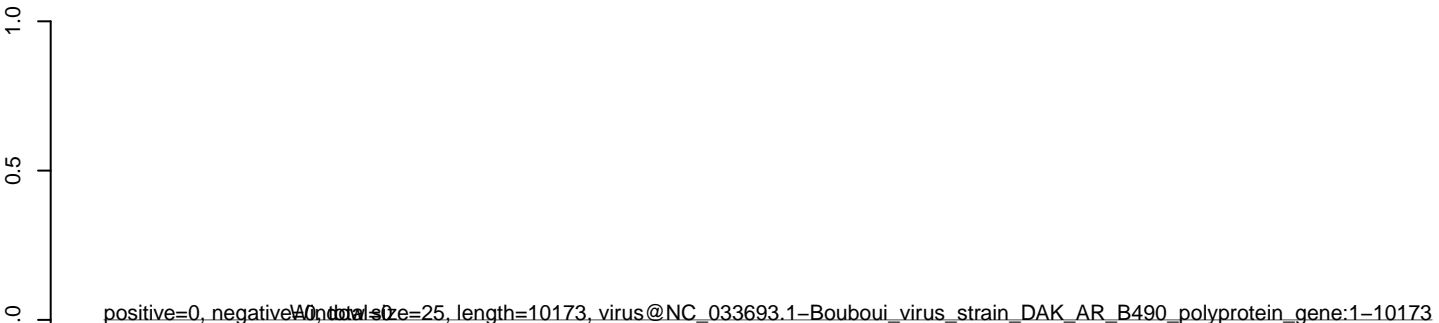 1.0
0.5
.0
positive=0, negative=0, total=0
Window size=25, length=10173, virus@NC_033693.1−Bouboui_virus_strain_DAK_AR_B490_polyprotein_gene:1−10173